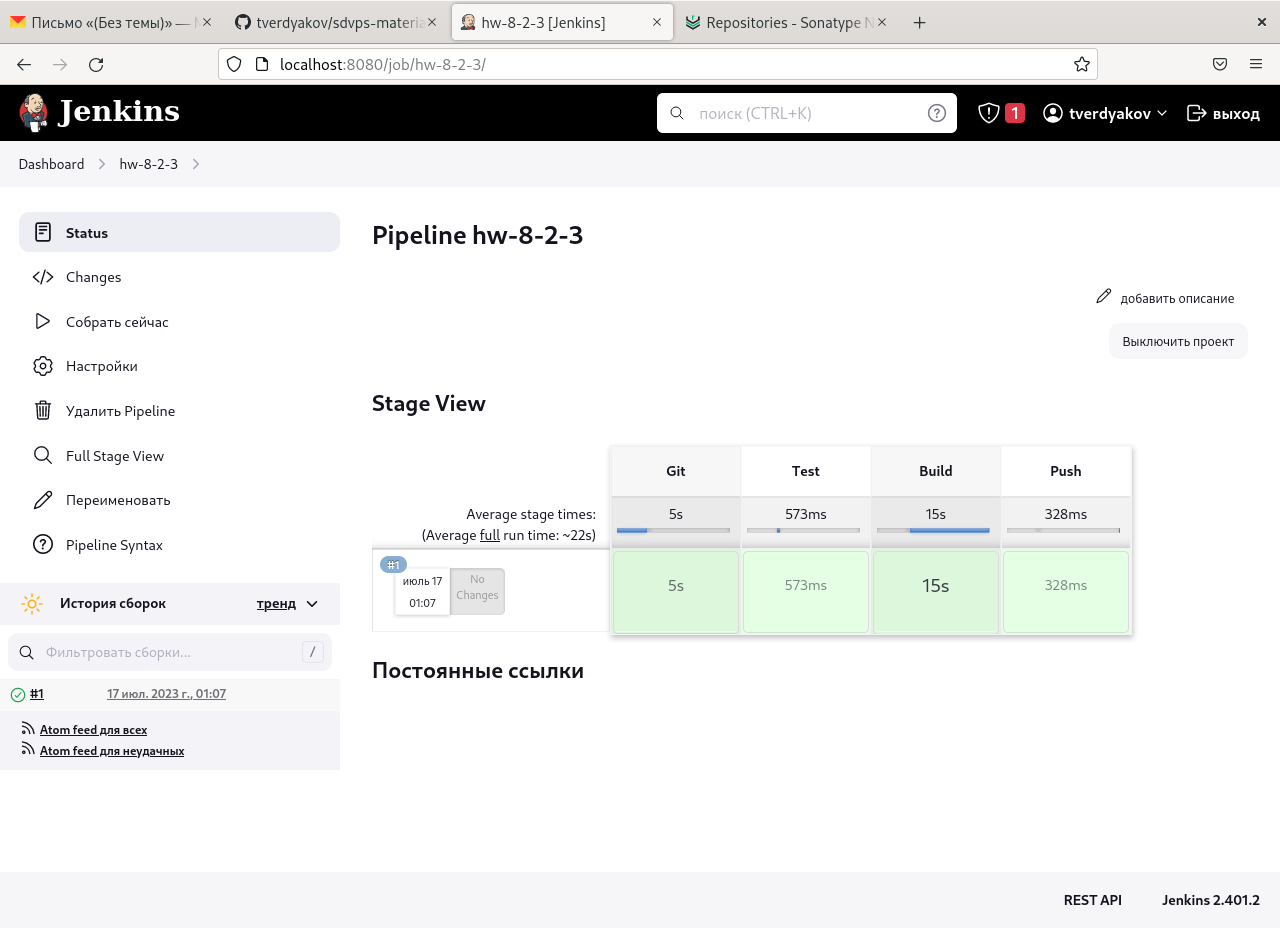 Письмо «(Без темы)» —
tverdyakov/sdvps-materia
hw-8-2-3 [Jenkins]
Repositories - Sonatype N
localhost:8080/job/hw-8-2-3/
Jenkins
поиск (CTRL+K)
1
tverdyakov
выход
Dashboard
hw-8-2-3
Status
Changes
Собрать сейчас
Настройки
Удалить Pipeline
Full Stage View
Переименовать
Pipeline Syntax
История сборок
тренд
Фильтровать сборки...
/
#1
17 июл. 2023 г., 01:07
Atom feed для всех
Atom feed для неудачных
Pipeline hw-8-2-3
добавить описание
Выключить проект
Stage View
Git Test Build Push
Average stage times:
(Average full run time: ~22s)
5s 573ms 15s 328ms
#1
июль 17
01:07
No
Changes
5s 573ms 15s 328ms
Постоянные ссылки
REST API
Jenkins 2.401.2